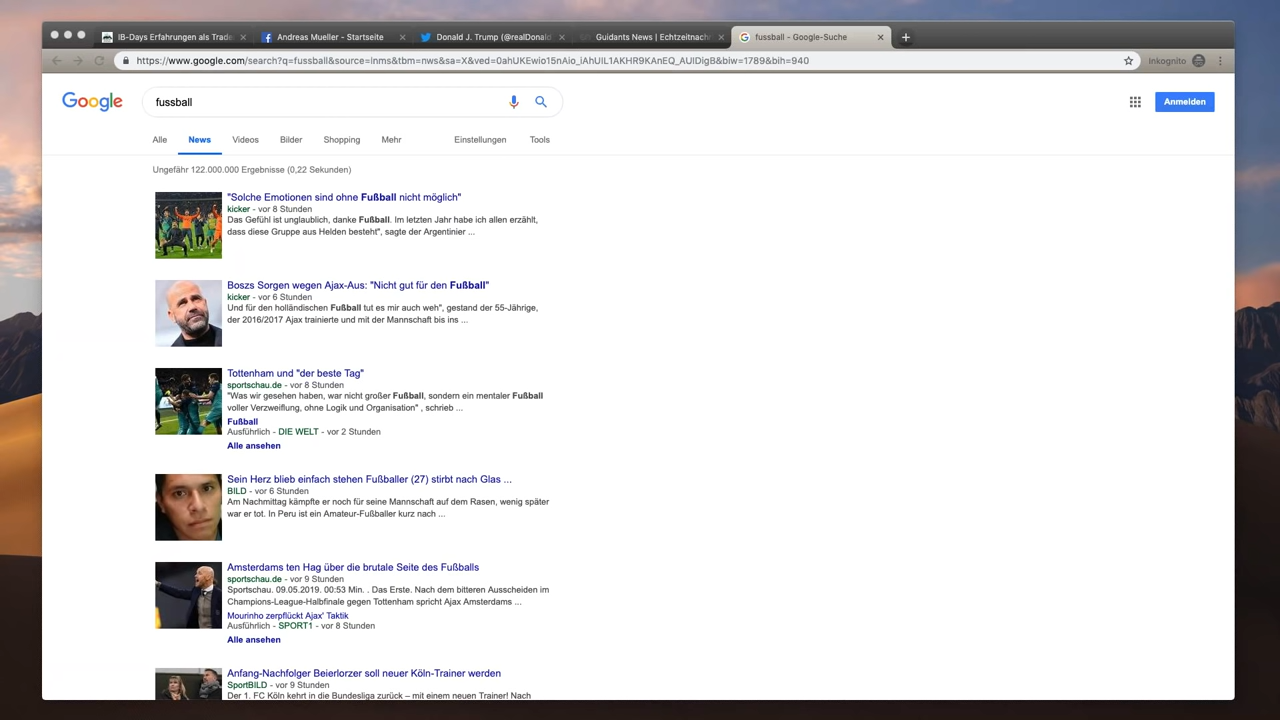 IB-Days Erfahrungen als Trade
Andreas Mueller - Startseite
Donald J. Trump (@realDonald
Guidants News | Echtzeitnachr
fussball - Google-Suche
https://www.google.com/search?q=fussball&source=lnms&tbm=nws&sa=X&ved=0ahUKEwio15nAio_iAhUIL1AKHR9KAnEQ_AUIDigB&biw=1789&bih=940
Inkognito
Google
fussball
Anmelden
Alle News Videos Bilder Shopping Mehr Einstellungen Tools
Ungefähr 122.000.000 Ergebnisse (0,22 Sekunden)
"Solche Emotionen sind ohne Fußball nicht möglich"
kicker - vor 8 Stunden
Das Gefühl ist unglaublich, danke Fußball. Im letzten Jahr habe ich allen erzählt,
dass diese Gruppe aus Helden besteht", sagte der Argentinier ...
Boszs Sorgen wegen Ajax-Aus: "Nicht gut für den Fußball"
kicker - vor 6 Stunden
Und für den holländischen Fußball tut es mir auch weh", gestand der 55-Jährige,
der 2016/2017 Ajax trainierte und mit der Mannschaft bis ins ...
Tottenham und "der beste Tag"
sportschau.de - vor 8 Stunden
"Was wir gesehen haben, war nicht großer Fußball, sondern ein mentaler Fußball
voller Verzweiflung, ohne Logik und Organisation" , schrieb ...
Fußball
Ausführlich - DIE WELT - vor 2 Stunden
Alle ansehen
Sein Herz blieb einfach stehen Fußballer (27) stirbt nach Glas ...
BILD - vor 6 Stunden
Am Nachmittag kämpfte er noch für seine Mannschaft auf dem Rasen, wenig später
war er tot. In Peru ist ein Amateur-Fußballer kurz nach ...
Amsterdams ten Hag über die brutale Seite des Fußballs
sportschau.de - vor 9 Stunden
Sportschau. 09.05.2019. 00:53 Min. . Das Erste. Nach dem bitteren Ausscheiden im
Champions-League-Halbfinale gegen Tottenham spricht Ajax Amsterdams ...
Mourinho zerpflückt Ajax' Taktik
Ausführlich - SPORT1 - vor 8 Stunden
Alle ansehen
Anfang-Nachfolger Beierlorzer soll neuer Köln-Trainer werden
SportBILD - vor 9 Stunden
Der 1. FC Köln kehrt in die Bundesliga zurück – mit einem neuen Trainer! Nach